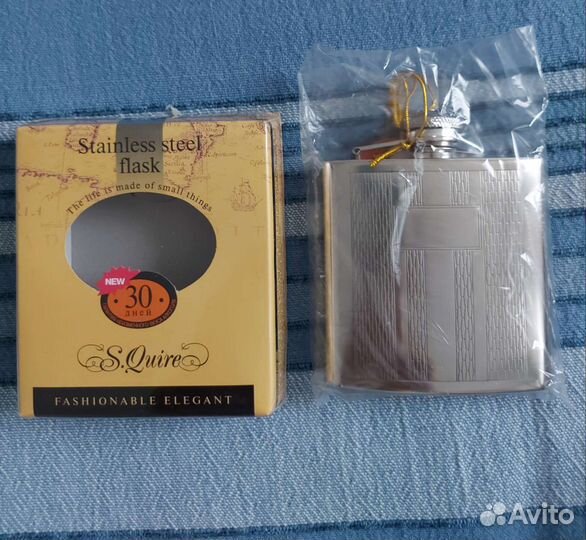 Stainless steel
flask
The life is made of small things
NEW
30
дней
S.Quire
FASHIONABLE ELEGANT
Avito